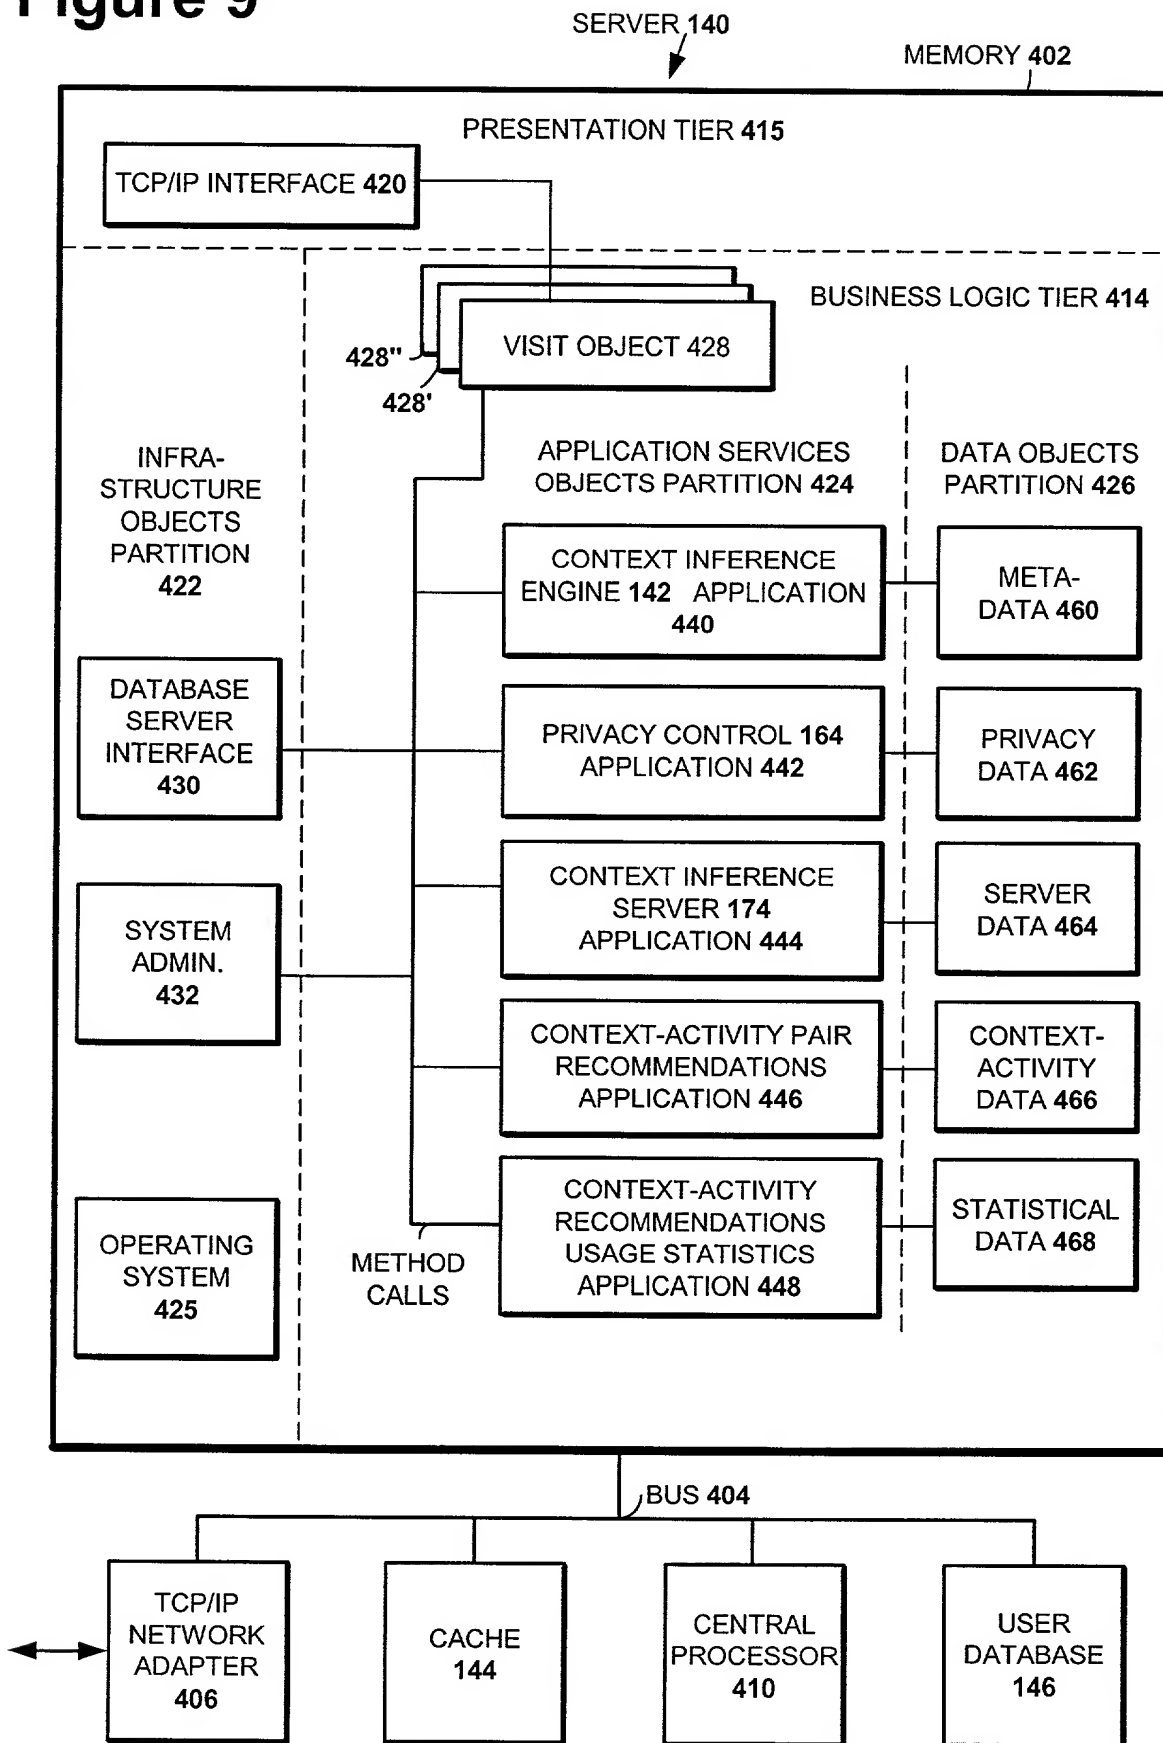 Figure 9
SERVER 140
MEMORY 402
PRESENTATION TIER 415
TCP/IP INTERFACE 420
BUSINESS LOGIC TIER 414
VISIT OBJECT 428
428"
428'
INFRA-
STRUCTURE
OBJECTS
PARTITION
422
APPLICATION SERVICES
OBJECTS PARTITION 424
DATA OBJECTS
PARTITION 426
CONTEXT INFERENCE
ENGINE 142 APPLICATION
440
META-
DATA 460
DATABASE
SERVER
INTERFACE
430
PRIVACY CONTROL 164
APPLICATION 442
PRIVACY
DATA 462
CONTEXT INFERENCE
SERVER 174
APPLICATION 444
SERVER
DATA 464
SYSTEM
ADMIN.
432
CONTEXT-ACTIVITY PAIR
RECOMMENDATIONS
APPLICATION 446
CONTEXT-
ACTIVITY
DATA 466
CONTEXT-ACTIVITY
RECOMMENDATIONS
USAGE STATISTICS
APPLICATION 448
STATISTICAL
DATA 468
OPERATING
SYSTEM
425
METHOD
CALLS
BUS 404
TCP/IP
NETWORK
ADAPTER
406
CACHE
144
CENTRAL
PROCESSOR
410
USER
DATABASE
146